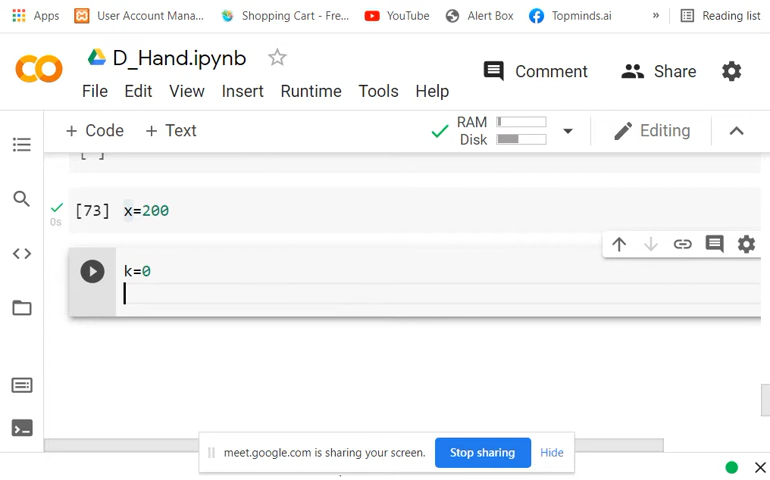 Apps User Account Mana... Shopping Cart - Fre... YouTube Alert Box Topminds.ai » Reading list
D_Hand.ipynb
Comment Share
File Edit View Insert Runtime Tools Help
+ Code + Text RAM Disk Editing
[ ]
[73] x=200
0s
k=0
meet.google.com is sharing your screen. Stop sharing Hide